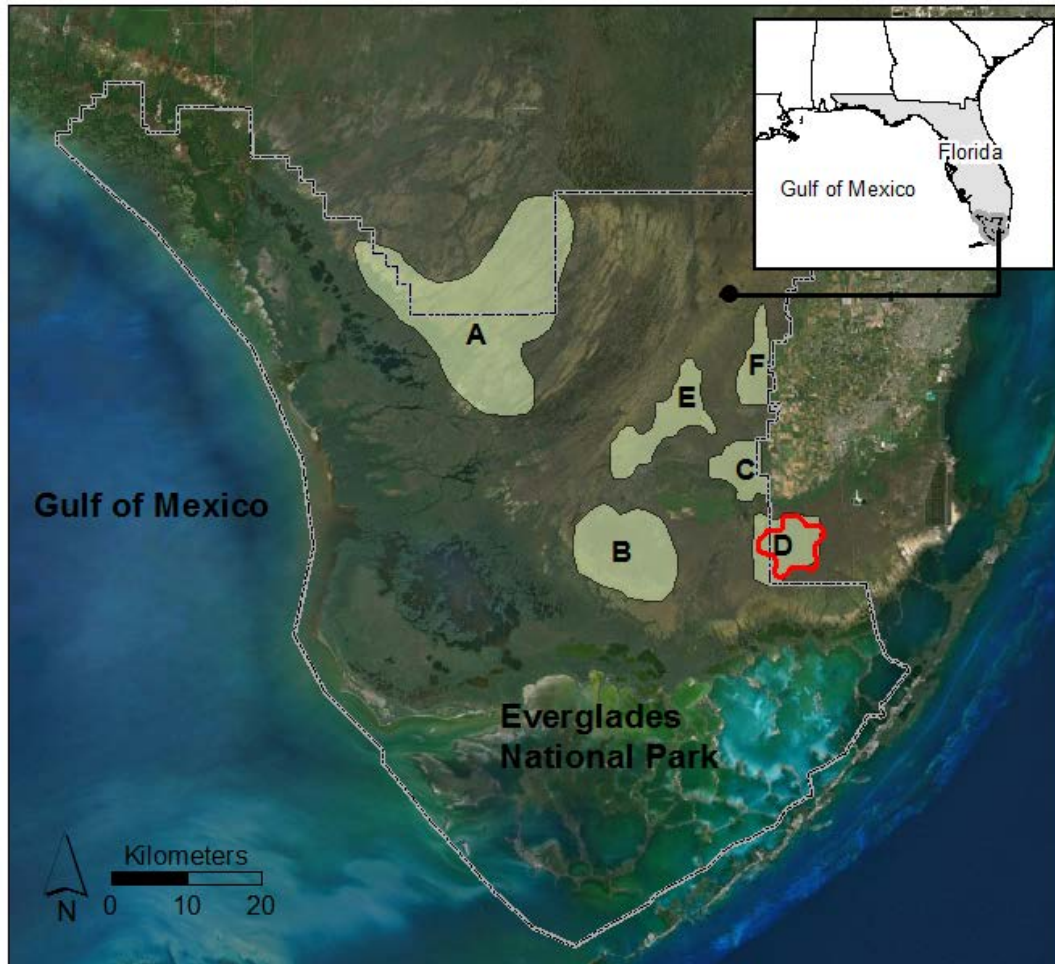 Florida
Gulf of Mexico
A
F
E
C
Gulf of Mexico
B
D
Everglades
National Park
Kilometers
0 10 20
N